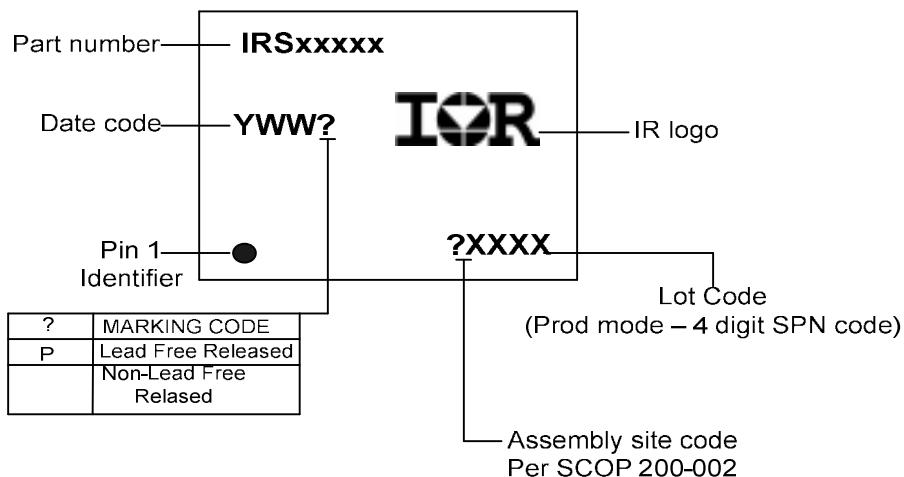 Part number
IRSxxxxx
Date code
YWW?
IOR
IR logo
Pin 1
Identifier
?XXXX
Lot Code
(Prod mode – 4 digit SPN code)
? MARKING CODE
P Lead Free Released
Non-Lead Free
Relased
Assembly site code
Per SCOP 200-002